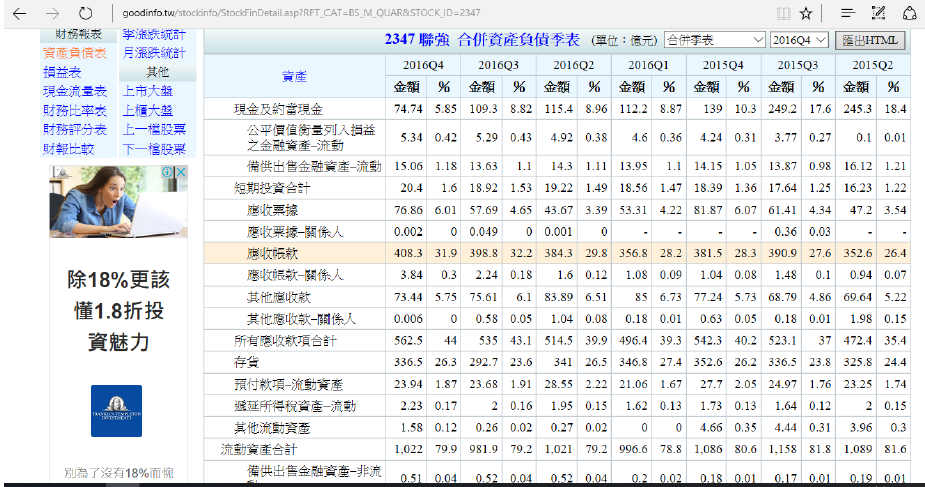 goodinfo.tw/stockinfo/StockFinDetail.asp?RPT_CAT=BS_M_QUAR&STOCK_ID=2347
財務報表 季漲跌統計
資產負債表 月漲跌統計
損益表 其他
現金流量表 上市大盤
財務比率表 上櫃大盤
財務評分表 上一檔股票
財報比較 下一檔股票
除18%更該
懂1.8折投
資魅力
FRANKLIN TEMPLETON
INVESTMENTS
別為了沒有18%而惋
2347 聯強 合併資產負債季表 (單位：億元) 合併季表 2016Q4 匯出HTML
資產 2016Q4 2016Q3 2016Q2 2016Q1 2015Q4 2015Q3 2015Q2
金額 % 金額 % 金額 % 金額 % 金額 % 金額 % 金額 %
現金及約當現金 74.74 5.85 109.3 8.82 115.4 8.96 112.2 8.87 139 10.3 249.2 17.6 245.3 18.4
公平價值衡量列入損益
之金融資產–流動 5.34 0.42 5.29 0.43 4.92 0.38 4.6 0.36 4.24 0.31 3.77 0.27 0.1 0.01
備供出售金融資產–流動 15.06 1.18 13.63 1.1 14.3 1.11 13.95 1.1 14.15 1.05 13.87 0.98 16.12 1.21
短期投資合計 20.4 1.6 18.92 1.53 19.22 1.49 18.56 1.47 18.39 1.36 17.64 1.25 16.23 1.22
應收票據 76.86 6.01 57.69 4.65 43.67 3.39 53.31 4.22 81.87 6.07 61.41 4.34 47.2 3.54
應收票據–關係人 0.002 0 0.049 0 0.001 0 - - - - 0.36 0.03 - -
應收帳款 408.3 31.9 398.8 32.2 384.3 29.8 356.8 28.2 381.5 28.3 390.9 27.6 352.6 26.4
應收帳款–關係人 3.84 0.3 2.24 0.18 1.6 0.12 1.08 0.09 1.04 0.08 1.48 0.1 0.94 0.07
其他應收款 73.44 5.75 75.61 6.1 83.89 6.51 85 6.73 77.24 5.73 68.79 4.86 69.64 5.22
其他應收款–關係人 0.006 0 0.58 0.05 1.04 0.08 0.18 0.01 0.63 0.05 0.18 0.01 1.98 0.15
所有應收款項合計 562.5 44 535 43.1 514.5 39.9 496.4 39.3 542.3 40.2 523.1 37 472.4 35.4
存貨 336.5 26.3 292.7 23.6 341 26.5 346.8 27.4 352.6 26.2 336.5 23.8 325.8 24.4
預付款項–流動資產 23.94 1.87 23.68 1.91 28.55 2.22 21.06 1.67 27.7 2.05 24.97 1.76 23.25 1.74
遞延所得稅資產–流動 2.23 0.17 2 0.16 1.95 0.15 1.62 0.13 1.73 0.13 1.64 0.12 2 0.15
其他流動資產 1.58 0.12 0.26 0.02 0.27 0.02 0 0 4.66 0.35 4.44 0.31 3.96 0.3
流動資產合計 1,022 79.9 981.9 79.2 1,021 79.2 996.6 78.8 1,086 80.6 1,158 81.8 1,089 81.6
備供出售金融資產–非流
0.51 0.04 0.52 0.04 0.52 0.04 0.2 0.02 0.18 0.01 0.17 0.01 0.19 0.01